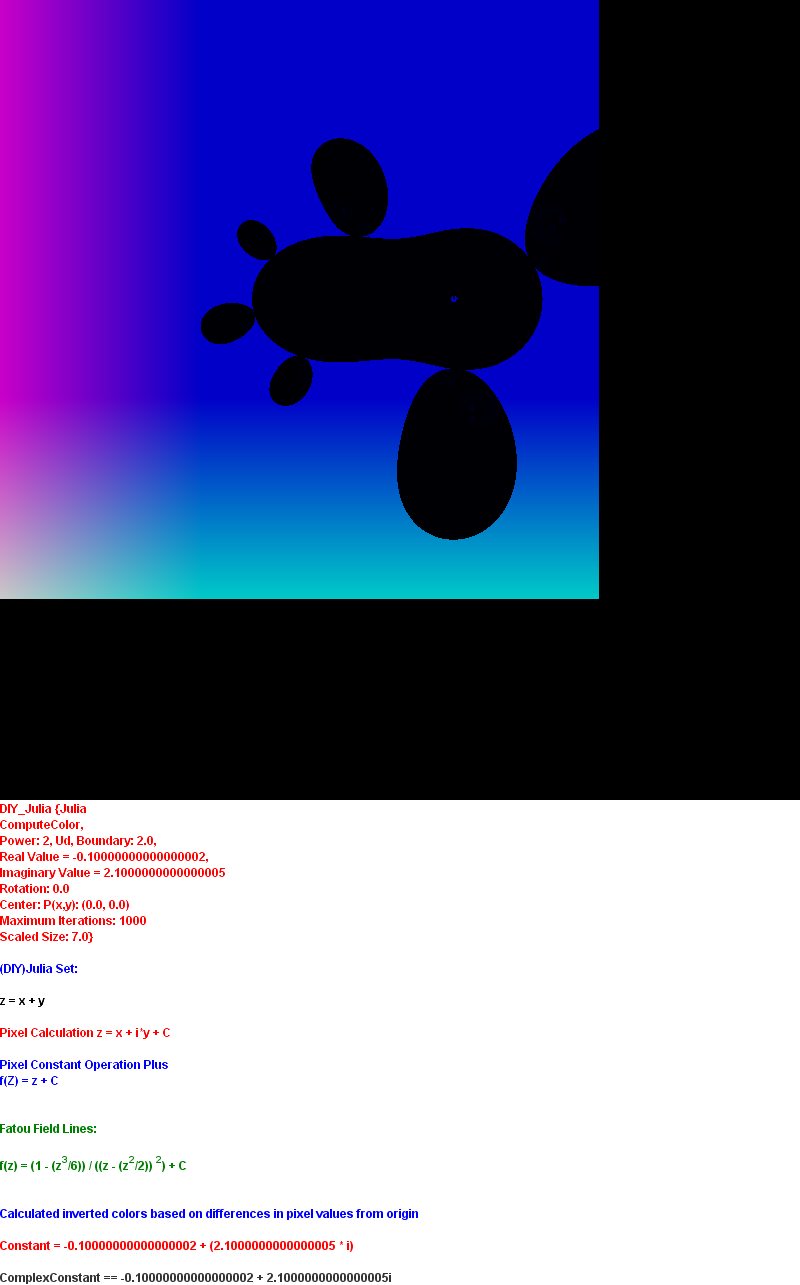 DIY_Julia {Julia
ComputeColor,
Power: 2, Ud, Boundary: 2.0,
Real Value = -0.10000000000000002,
Imaginary Value = 2.1000000000000005
Rotation: 0.0
Center: P(x,y): (0.0, 0.0)
Maximum Iterations: 1000
Scaled Size: 7.0}
(DIY)Julia Set:
z = x + y
Pixel Calculation z = x + i*y + C
Pixel Constant Operation Plus
f(Z) = z + C
Fatou Field Lines:
f(z) = (1 - (z³/6)) / ((z - (z²/2)) ²) + C
Calculated inverted colors based on differences in pixel values from origin
Constant = -0.10000000000000002 + (2.1000000000000005 * i)
ComplexConstant == -0.10000000000000002 + 2.1000000000000005i